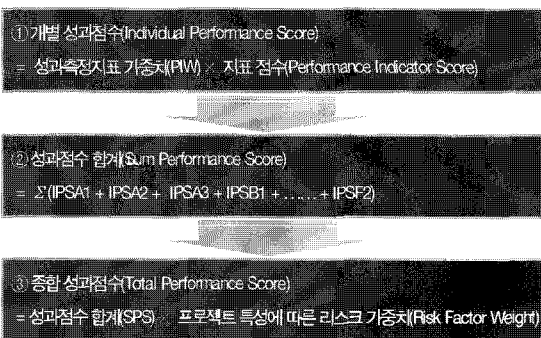 ① 개별 성과점수(Individual Performance Score)
= 성과측정지표 가중치(PIW) × 지표 점수(Performance Indicator Score)
② 성과점수 합계(Sum Performance Score)
= Σ(IPSA1 + IPSA2 + IPSA3 + IPSB1 + ...... + IPSF2)
③ 종합 성과점수(Total Performance Score)
= 성과점수 합계(SPS) × 프로젝트 특성에 따른 리스크 가중치(Risk Factor Weight)